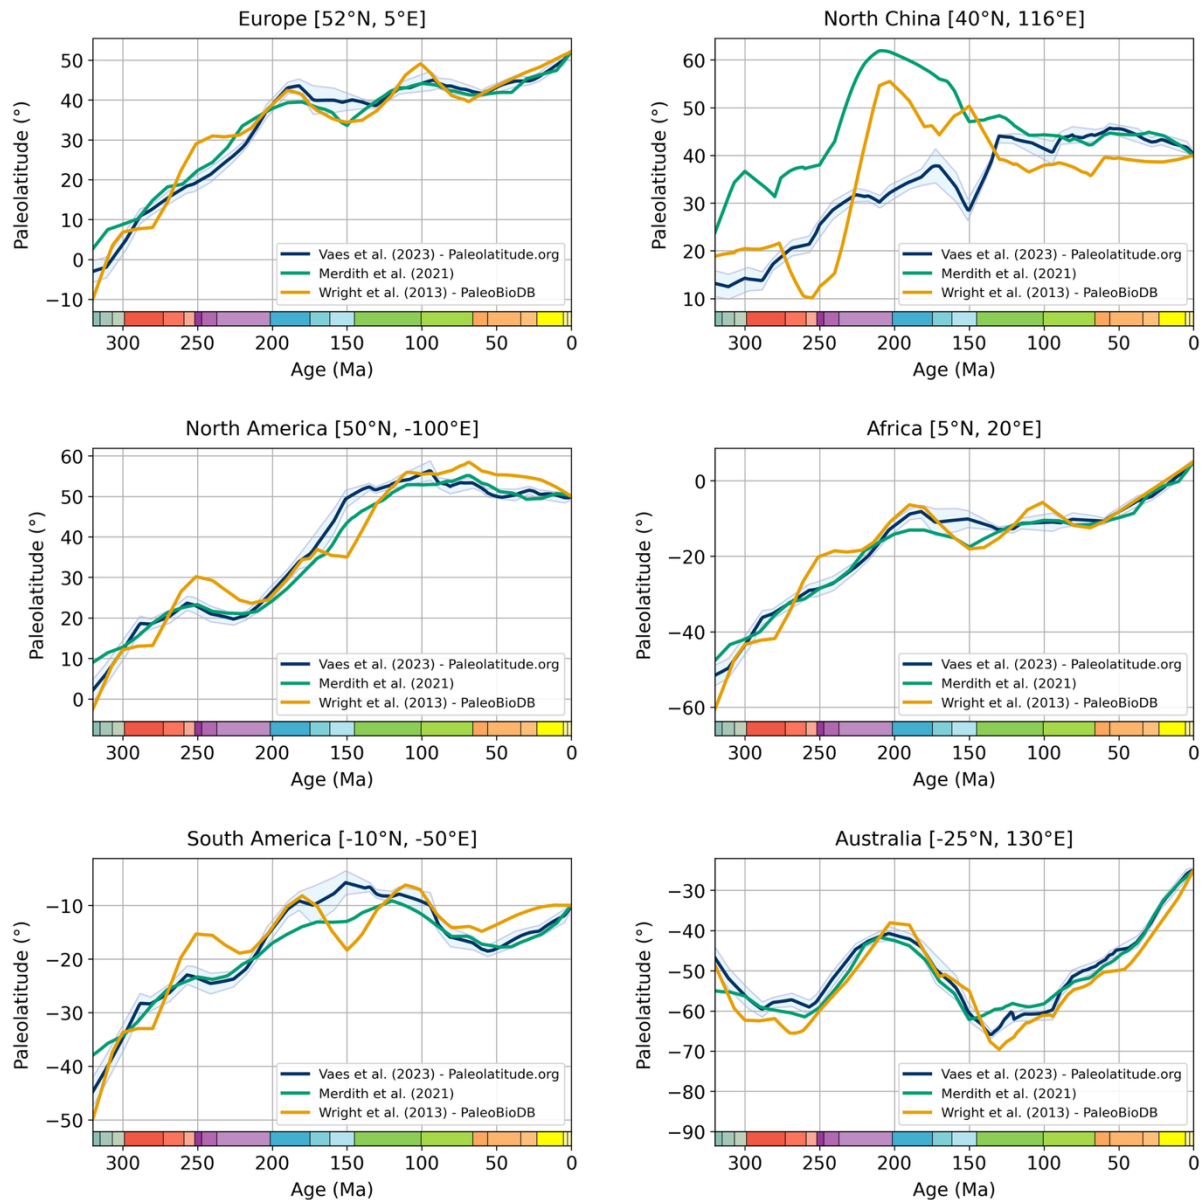 Europe [52°N, 5°E]
Paleolatitude (°)
50
40
30
20
10
0
−10
Vaes et al. (2023) - Paleolatitude.org
Merdith et al. (2021)
Wright et al. (2013) - PaleoBioDB
300 250 200 150 100 50 0
Age (Ma)
North China [40°N, 116°E]
Paleolatitude (°)
60
50
40
30
20
10
Vaes et al. (2023) - Paleolatitude.org
Merdith et al. (2021)
Wright et al. (2013) - PaleoBioDB
300 250 200 150 100 50 0
Age (Ma)
North America [50°N, -100°E]
Paleolatitude (°)
60
50
40
30
20
10
0
Vaes et al. (2023) - Paleolatitude.org
Merdith et al. (2021)
Wright et al. (2013) - PaleoBioDB
300 250 200 150 100 50 0
Age (Ma)
Africa [5°N, 20°E]
Paleolatitude (°)
0
−20
−40
−60
Vaes et al. (2023) - Paleolatitude.org
Merdith et al. (2021)
Wright et al. (2013) - PaleoBioDB
300 250 200 150 100 50 0
Age (Ma)
South America [-10°N, -50°E]
Paleolatitude (°)
−10
−20
−30
−40
−50
Vaes et al. (2023) - Paleolatitude.org
Merdith et al. (2021)
Wright et al. (2013) - PaleoBioDB
300 250 200 150 100 50 0
Age (Ma)
Australia [-25°N, 130°E]
Paleolatitude (°)
−30
−40
−50
−60
−70
−80
−90
Vaes et al. (2023) - Paleolatitude.org
Merdith et al. (2021)
Wright et al. (2013) - PaleoBioDB
300 250 200 150 100 50 0
Age (Ma)